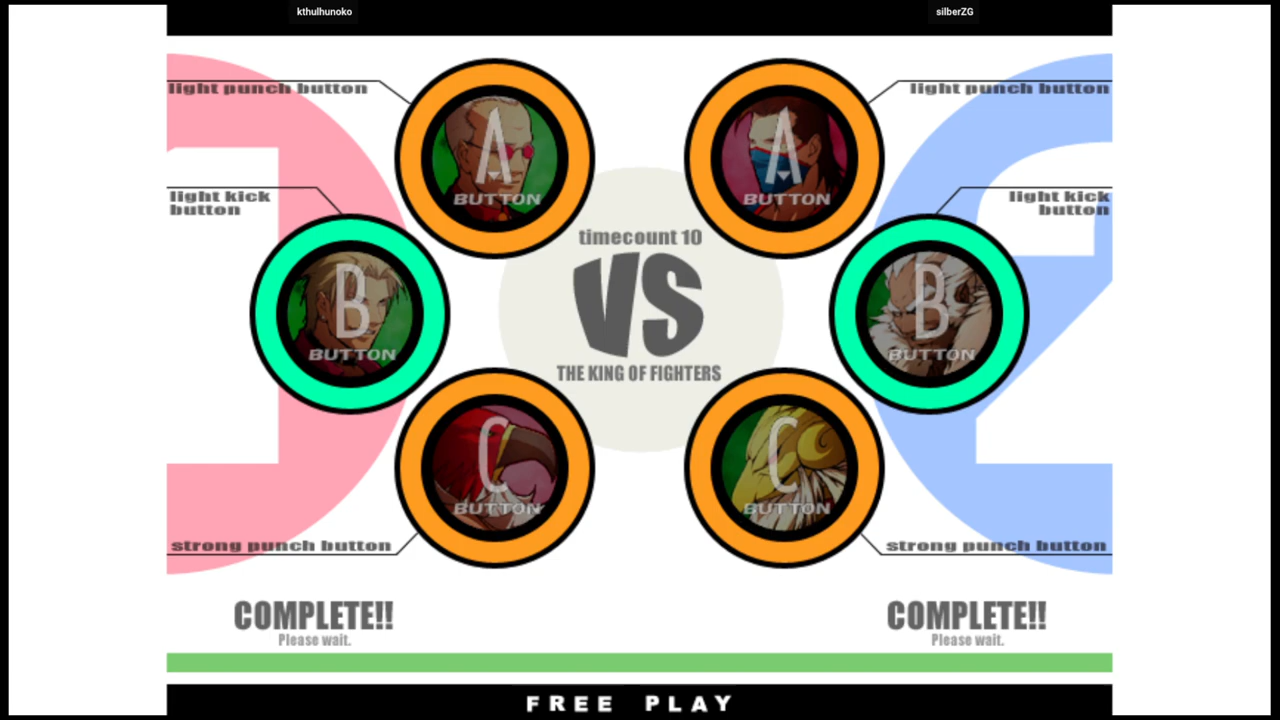 kthulhunoko
silberZG
light punch button
light punch button
A
BUTTON
A
BUTTON
light kick
button
light kick
button
B
BUTTON
timecount 10
VS
THE KING OF FIGHTERS
B
BUTTON
C
BUTTON
C
BUTTON
strong punch button
strong punch button
COMPLETE!!
Please wait.
COMPLETE!!
Please wait.
FREE PLAY